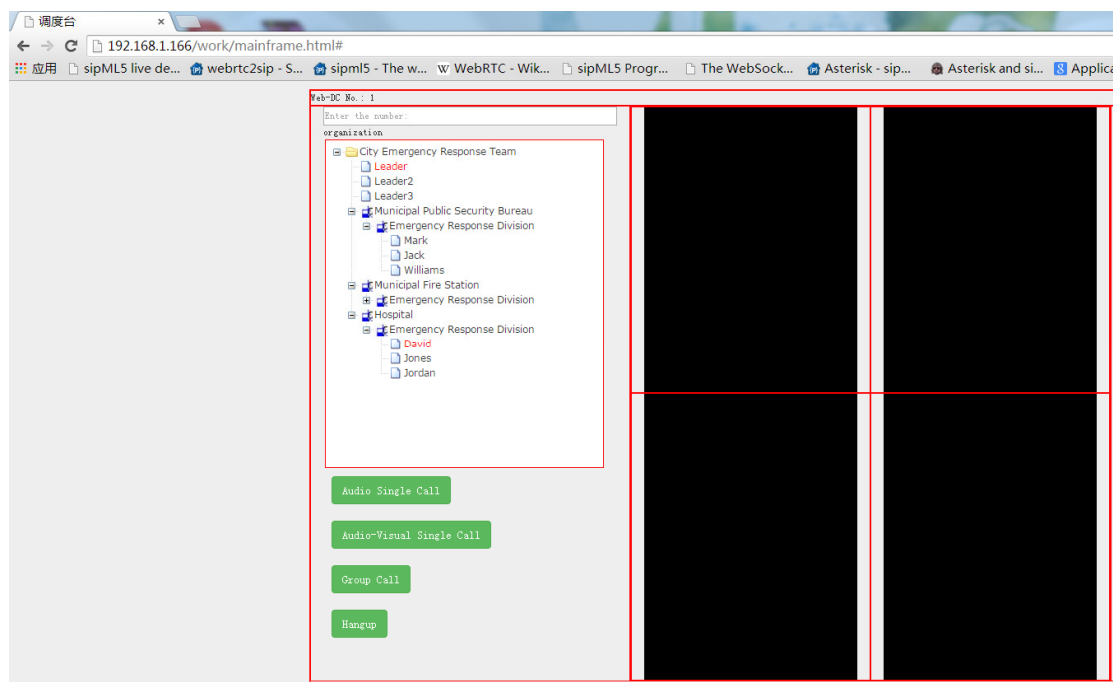 调度台 ×
192.168.1.166/work/mainframe.html#
应用 sipML5 live de... webrtc2sip - S... sipml5 - The w... W WebRTC - Wik... sipML5 Progr... The WebSock... Asterisk - sip... Asterisk and si... 8 Applica
Web-DC No.: 1
Enter the number:
organization
City Emergency Response Team
Leader
Leader2
Leader3
Municipal Public Security Bureau
Emergency Response Division
Mark
Jack
Williams
Municipal Fire Station
Emergency Response Division
Hospital
Emergency Response Division
David
Jones
Jordan
Audio Single Call
Audio-Visual Single Call
Group Call
Hangup